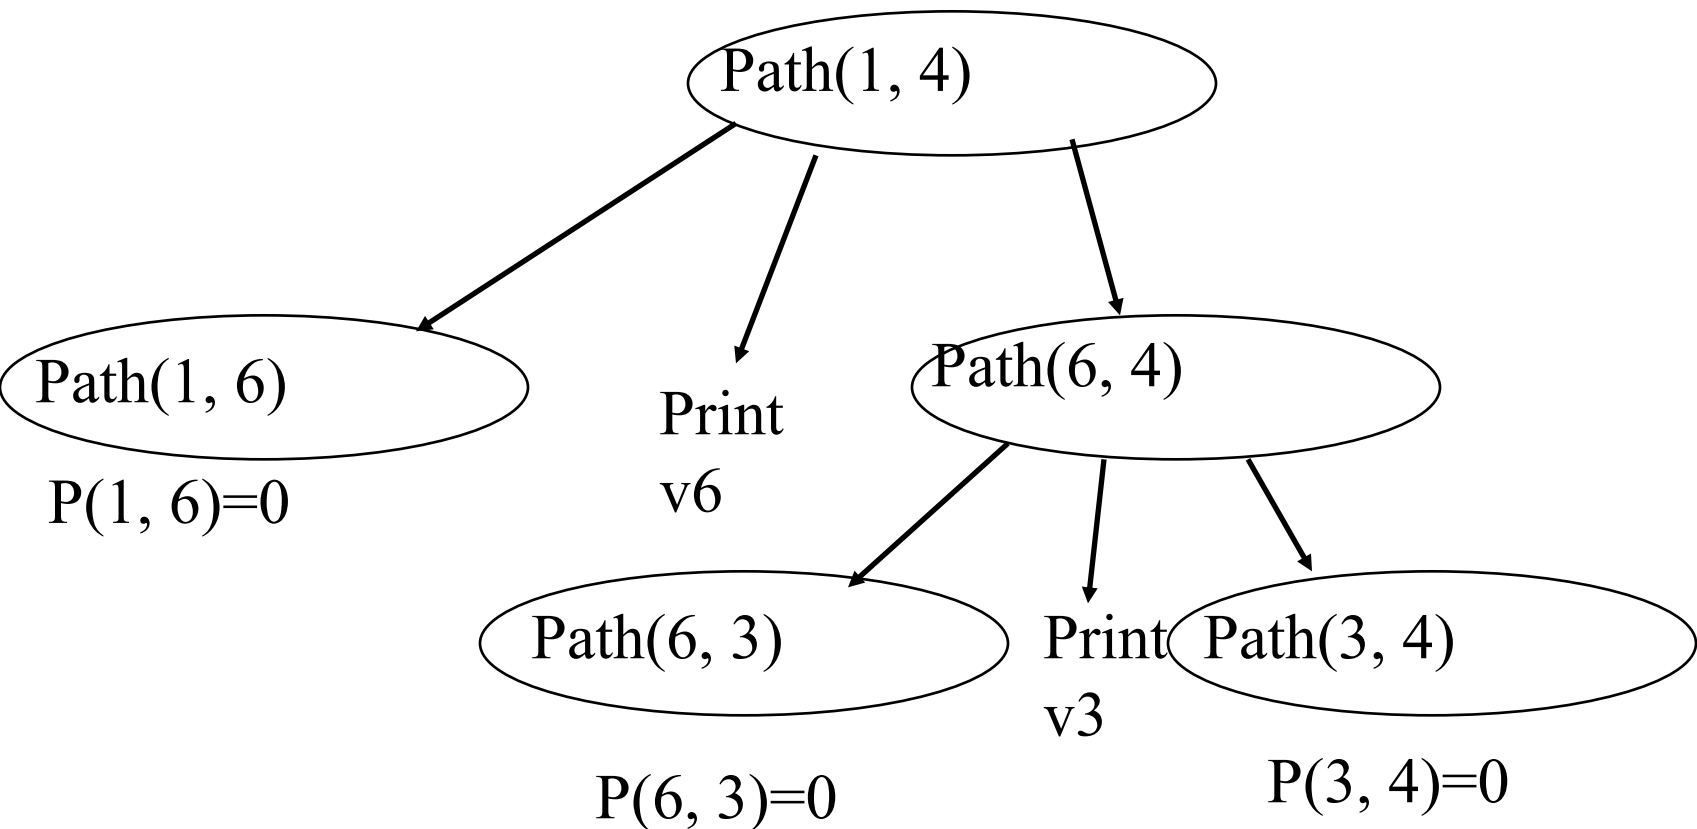 Path(1, 4)
Path(1, 6)
Print
v6
Path(6, 4)
P(1, 6)=0
Path(6, 3)
Print
v3
Path(3, 4)
P(6, 3)=0
P(3, 4)=0